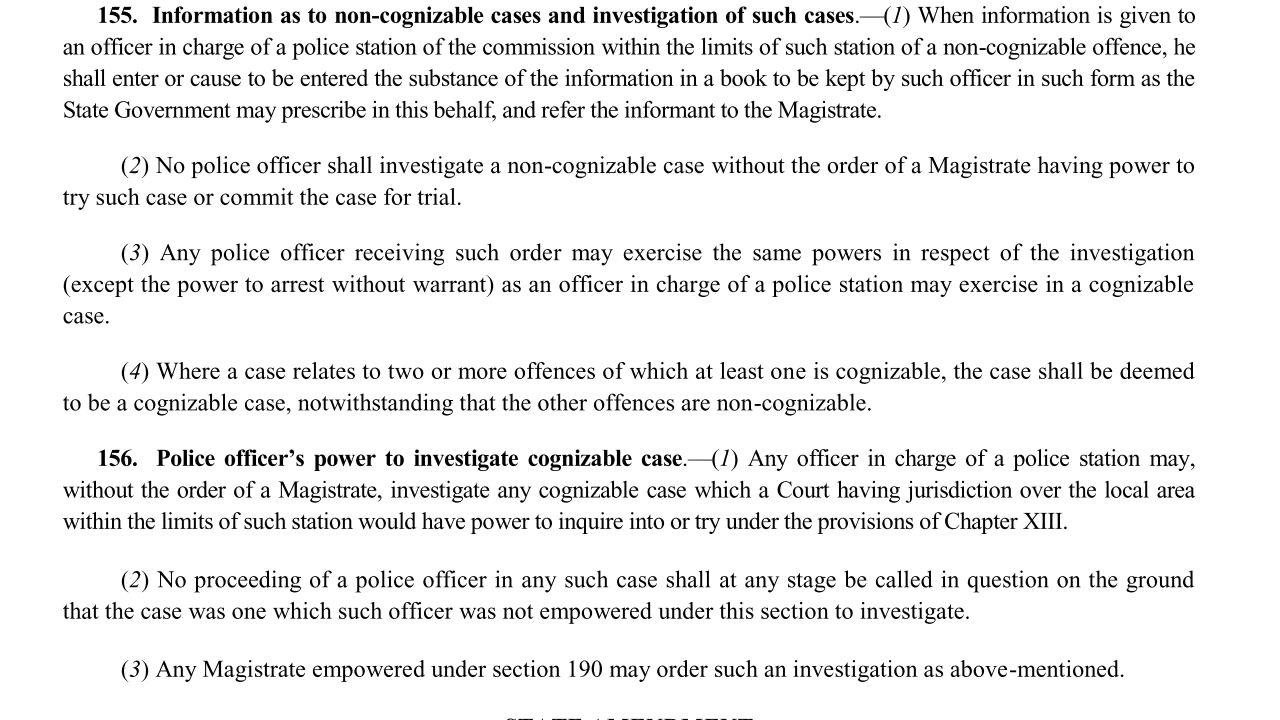 155. Information as to non-cognizable cases and investigation of such cases.—(1) When information is given to
an officer in charge of a police station of the commission within the limits of such station of a non-cognizable offence, he
shall enter or cause to be entered the substance of the information in a book to be kept by such officer in such form as the
State Government may prescribe in this behalf, and refer the informant to the Magistrate.
(2) No police officer shall investigate a non-cognizable case without the order of a Magistrate having power to
try such case or commit the case for trial.
(3) Any police officer receiving such order may exercise the same powers in respect of the investigation
(except the power to arrest without warrant) as an officer in charge of a police station may exercise in a cognizable
case.
(4) Where a case relates to two or more offences of which at least one is cognizable, the case shall be deemed
to be a cognizable case, notwithstanding that the other offences are non-cognizable.
156. Police officer’s power to investigate cognizable case.—(1) Any officer in charge of a police station may,
without the order of a Magistrate, investigate any cognizable case which a Court having jurisdiction over the local area
within the limits of such station would have power to inquire into or try under the provisions of Chapter XIII.
(2) No proceeding of a police officer in any such case shall at any stage be called in question on the ground
that the case was one which such officer was not empowered under this section to investigate.
(3) Any Magistrate empowered under section 190 may order such an investigation as above-mentioned.